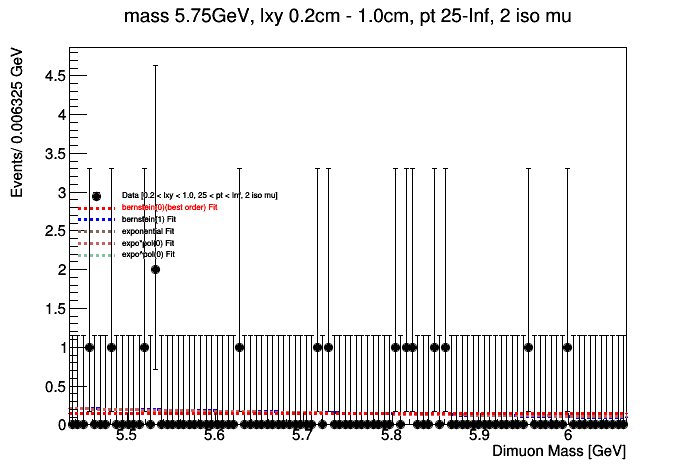 mass 5.75GeV, lxy 0.2cm - 1.0cm, pt 25-Inf, 2 iso mu
Events/ 0.006325 GeV
4.5
4
3.5
3
2.5
2
1.5
1
0.5
0
Data [0.2 < lxy < 1.0, 25 < pt < Inf, 2 iso mu]
bernstein[0](best order) Fit
bernstein(1) Fit
exponential Fit
expo*pol(0) Fit
expo*pol(0) Fit
5.5 5.6 5.7 5.8 5.9 6
Dimuon Mass [GeV]